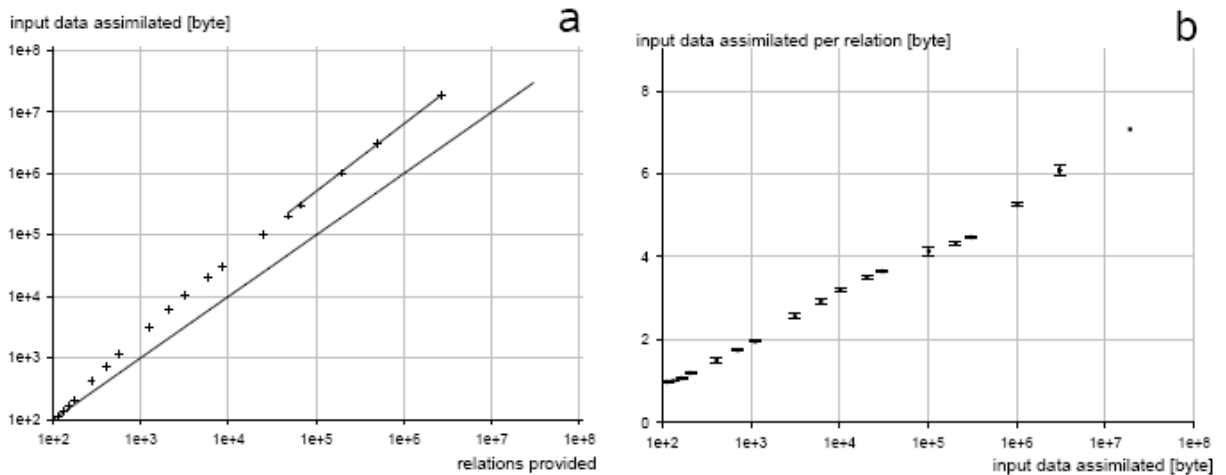 input data assimilated [byte]
a
1e+8
1e+7
1e+6
1e+5
1e+4
1e+3
1e+2
1e+2 1e+3 1e+4 1e+5 1e+6 1e+7 1e+8
relations provided
input data assimilated per relation [byte]
b
8
6
4
2
0
1e+2 1e+3 1e+4 1e+5 1e+6 1e+7 1e+8
input data assimilated [byte]